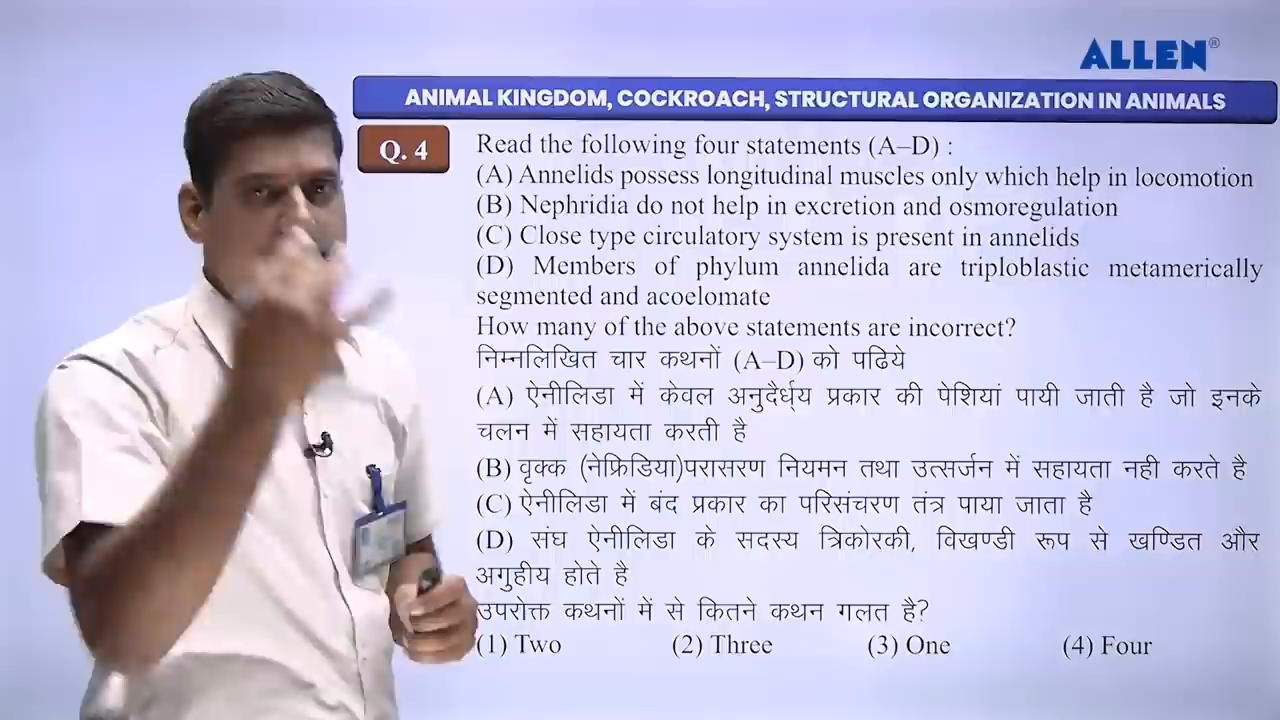 ALLEN®
ANIMAL KINGDOM, COCKROACH, STRUCTURAL ORGANIZATION IN ANIMALS
Q. 4
Read the following four statements (A–D) :
(A) Annelids possess longitudinal muscles only which help in locomotion
(B) Nephridia do not help in excretion and osmoregulation
(C) Close type circulatory system is present in annelids
(D) Members of phylum annelida are triploblastic metamerically
segmented and acoelomate
How many of the above statements are incorrect?
निम्नलिखित चार कथनों (A–D) को पढिये
(A) ऐनीलिडा में केवल अनुदैर्ध्य प्रकार की पेशियां पायी जाती है जो इनके
चलन में सहायता करती है
(B) वृक्क (नेफ्रिडिया)परासरण नियमन तथा उत्सर्जन में सहायता नही करते है
(C) ऐनीलिडा में बंद प्रकार का परिसंचरण तंत्र पाया जाता है
(D) संघ ऐनीलिडा के सदस्य त्रिकोरकी, विखण्डी रूप से खण्डित और
अगुहीय होते है
उपरोक्त कथनों में से कितने कथन गलत है?
(1) Two (2) Three (3) One (4) Four